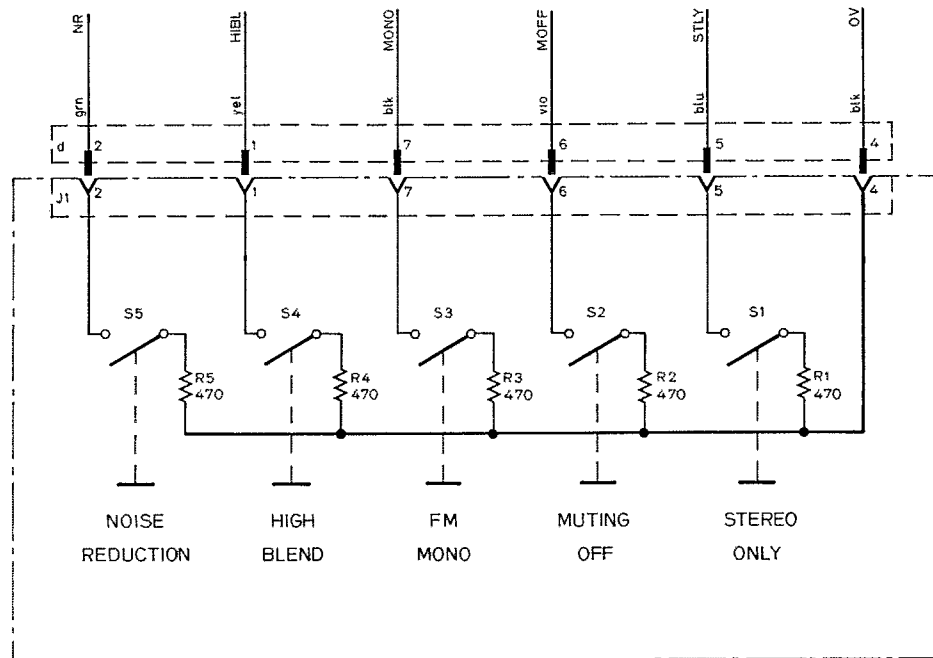 NR HIBL MONO MOFF STLY OV
grn yel blk vio blu blk
d 2 1 7 6 5 4
J1 2 1 7 6 5 4
S5 S4 S3 S2 S1
R5 R4 R3 R2 R1
470 470 470 470 470
NOISE HIGH FM MUTING STEREO
REDUCTION BLEND MONO OFF ONLY